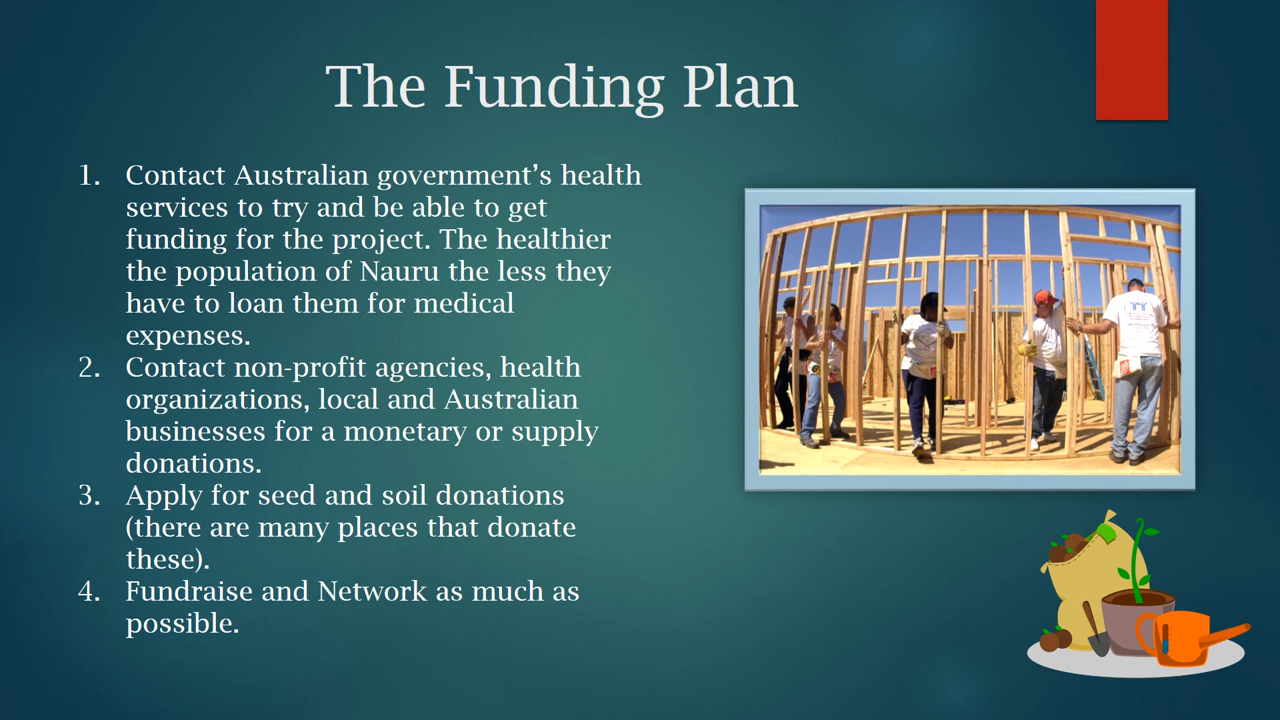 The Funding Plan
1. Contact Australian government’s health
services to try and be able to get
funding for the project. The healthier
the population of Nauru the less they
have to loan them for medical
expenses.
2. Contact non-profit agencies, health
organizations, local and Australian
businesses for a monetary or supply
donations.
3. Apply for seed and soil donations
(there are many places that donate
these).
4. Fundraise and Network as much as
possible.